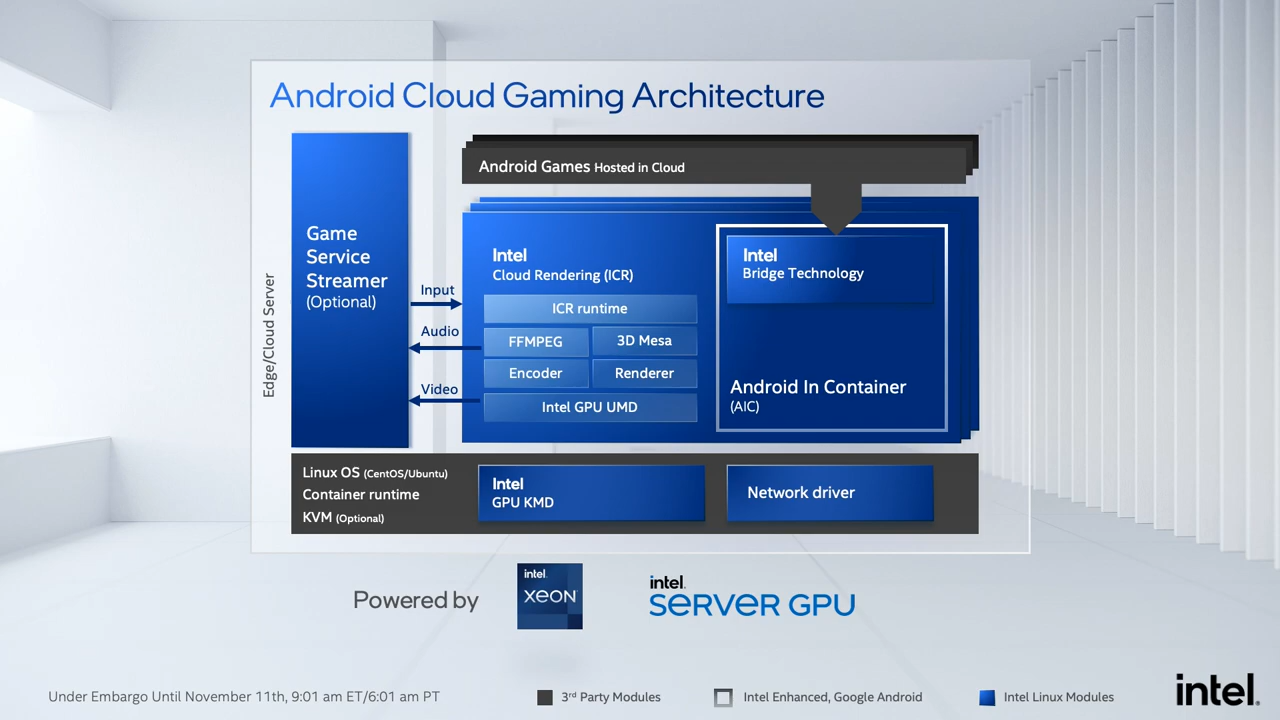 Android Cloud Gaming Architecture
Edge/Cloud Server
Game
Service
Streamer
(Optional)
Input
Audio
Video
Android Games Hosted in Cloud
Intel
Cloud Rendering (ICR)
ICR runtime
FFMPEG
3D Mesa
Encoder
Renderer
Intel GPU UMD
Intel
Bridge Technology
Android In Container
(AIC)
Linux OS (CentOS/Ubuntu)
Container runtime
KVM (Optional)
Intel
GPU KMD
Network driver
Powered by
intel.
XEON
intel.
SERVER GPU
Under Embargo Until November 11th, 9:01 am ET/6:01 am PT
3rd Party Modules
Intel Enhanced, Google Android
Intel Linux Modules
intel.